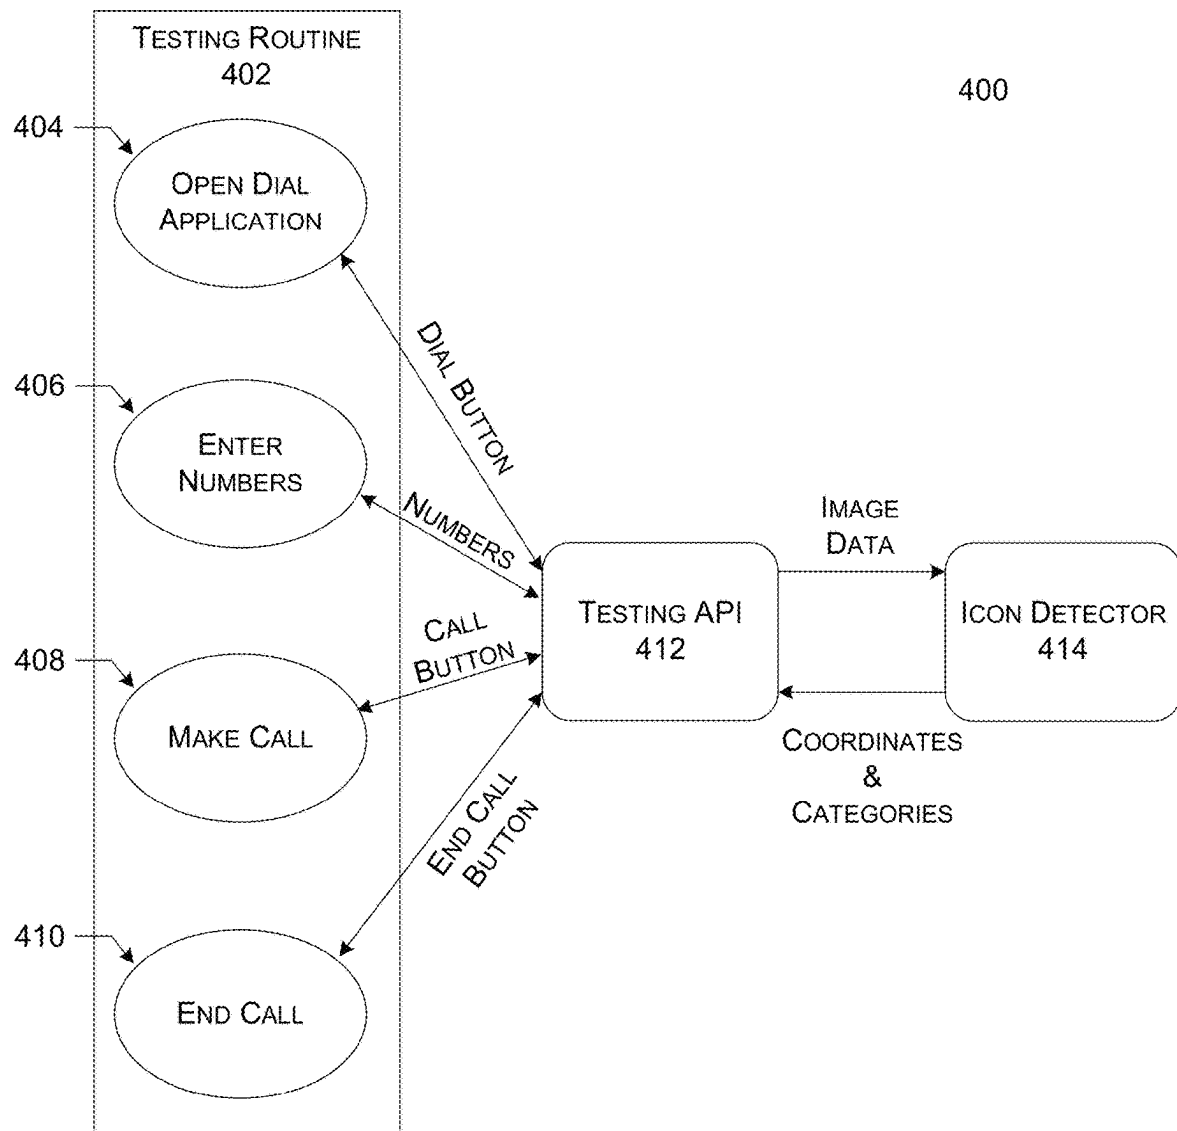 TESTING ROUTINE
402
400
404
OPEN DIAL
APPLICATION
DIAL BUTTON
406
ENTER
NUMBERS
NUMBERS
IMAGE
DATA
TESTING API
412
ICON DETECTOR
414
CALL
BUTTON
408
MAKE CALL
COORDINATES
&
CATEGORIES
END CALL
BUTTON
410
END CALL